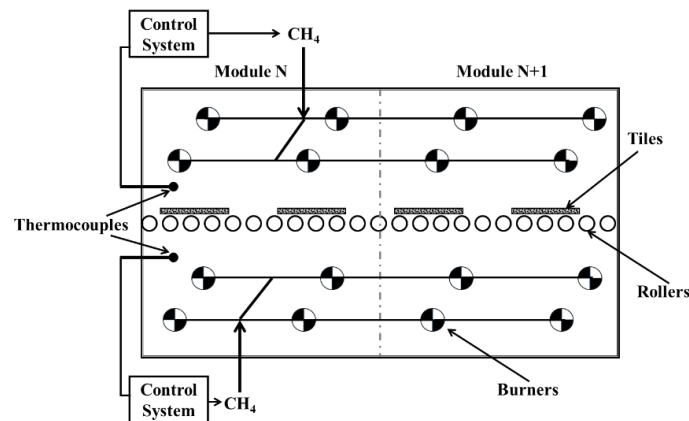 Control
System
CH₄
Module N
Module N+1
Tiles
Thermocouples
Rollers
Burners
Control
System
CH₄